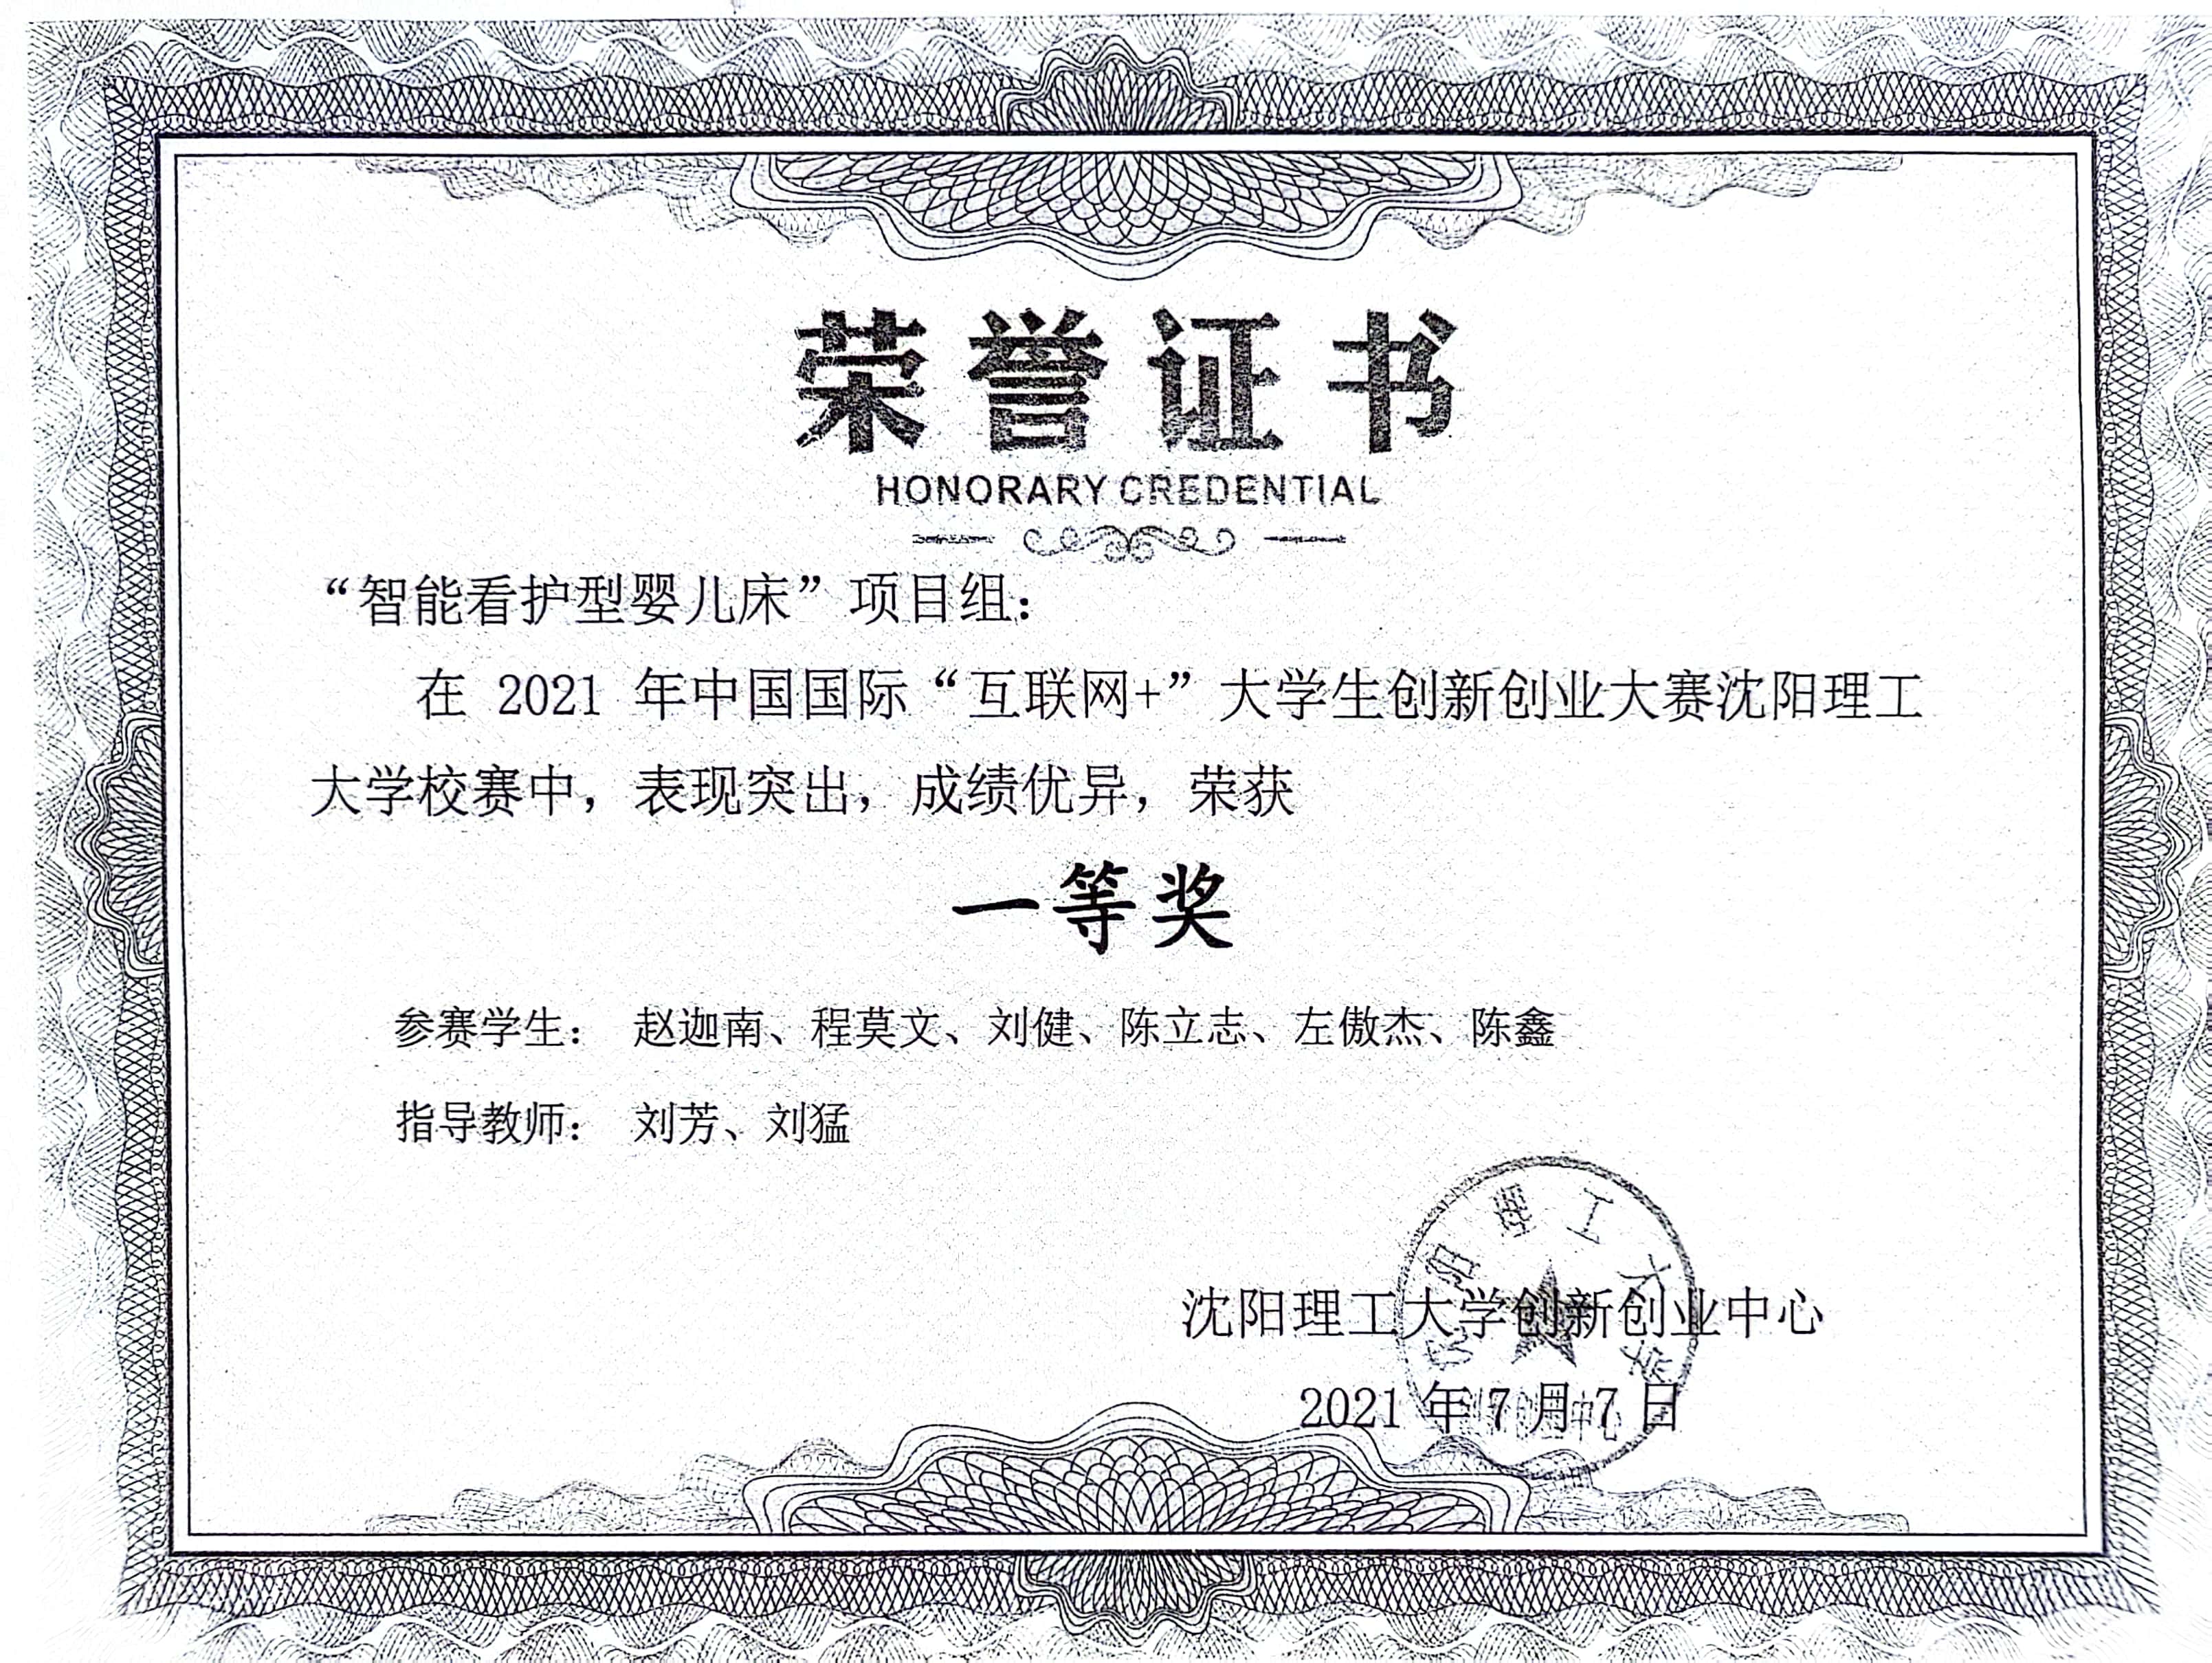 荣誉证书
HONORARY CREDENTIAL
“智能看护型婴儿床”项目组：
在 2021 年中国国际“互联网+”大学生创新创业大赛沈阳理工
大学校赛中，表现突出，成绩优异，荣获
一等奖
参赛学生： 赵迦南、程莫文、刘健、陈立志、左傲杰、陈鑫
指导教师： 刘芳、刘猛
沈阳理工大学创新创业中心
2021 年 7 月 7 日
阳理工大学